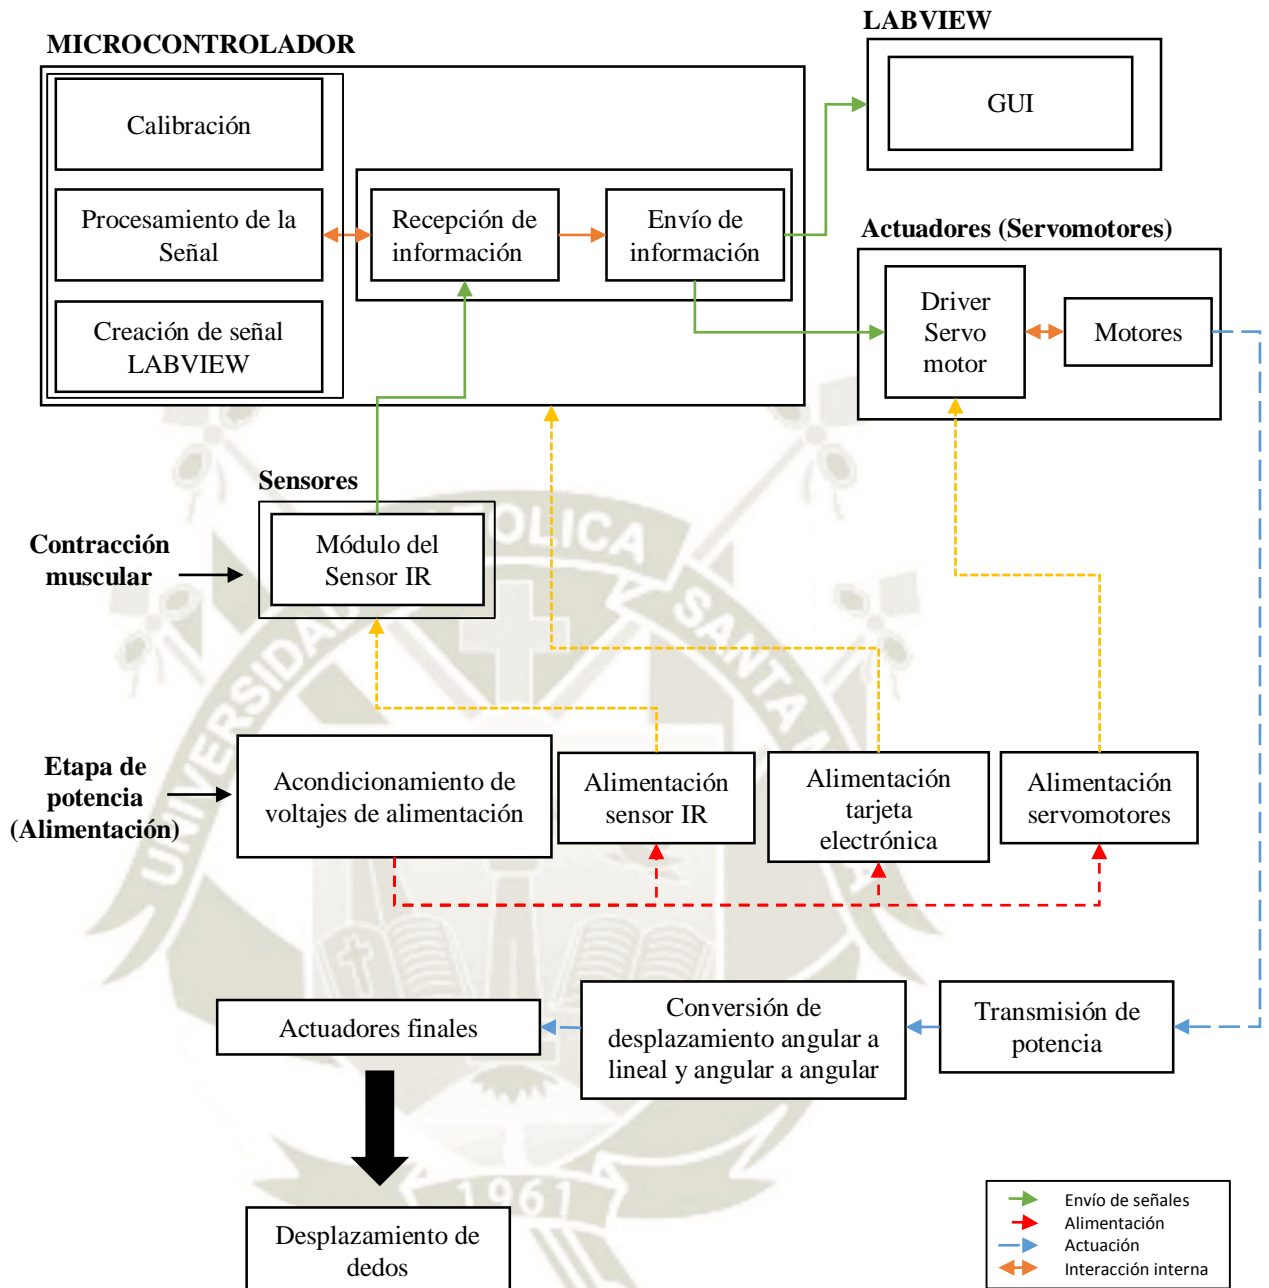 LABVIEW
MICROCONTROLADOR
GUI
Calibración
Procesamiento de la
Señal
Recepción de
información
Envío de
información
Creación de señal
LABVIEW
Actuadores (Servomotores)
Driver
Servo
motor
Motores
Sensores
Contracción
muscular
Módulo del
Sensor IR
Etapa de
potencia
(Alimentación)
Acondicionamiento de
voltajes de alimentación
Alimentación
sensor IR
Alimentación
tarjeta
electrónica
Alimentación
servomotores
Actuadores finales
Conversión de
desplazamiento angular a
lineal y angular a angular
Transmisión de
potencia
Desplazamiento de
dedos
Envío de señales
Alimentación
Actuación
Interacción interna
UNIVERSIDAD
SANTA
1961